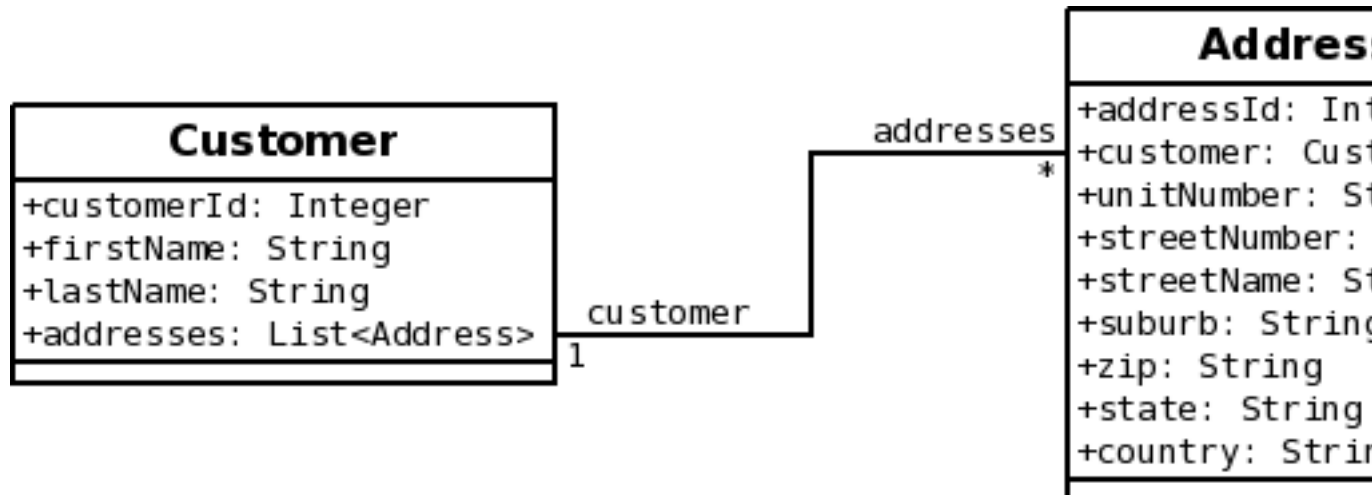 Customer
+customerId: Integer
+firstName: String
+lastName: String
+addresses: List<Address>
customer
1
addresses
*
+addressId:
+customer:
+unitNumber:
+streetNumber:
+streetName:
+suburb: String
+zip: String
+state: String
+country: